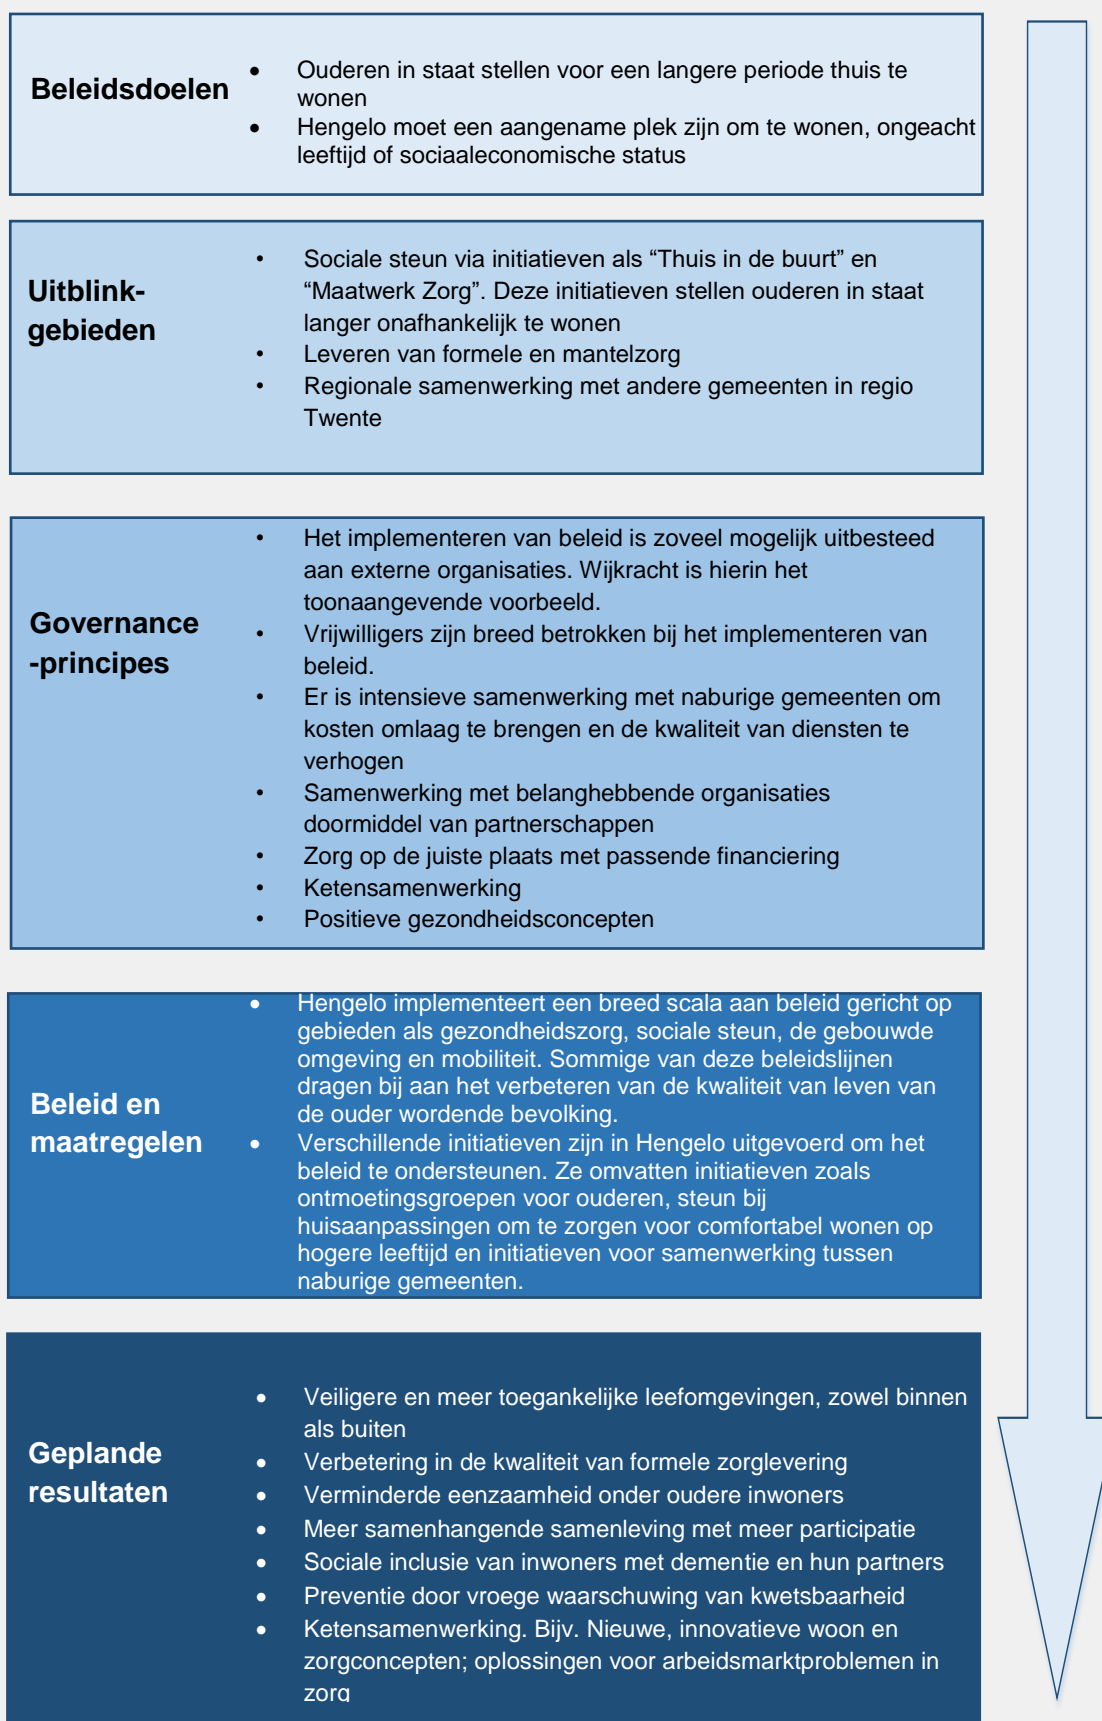 Beleidsdoelen
• Ouderen in staat stellen voor een langere periode thuis te
wonen
• Hengelo moet een aangename plek zijn om te wonen, ongeacht
leeftijd of sociaaleconomische status
Uitblink-
gebieden
• Sociale steun via initiatieven als “Thuis in de buurt” en
“Maatwerk Zorg”. Deze initiatieven stellen ouderen in staat
langer onafhankelijk te wonen
• Leveren van formele en mantelzorg
• Regionale samenwerking met andere gemeenten in regio
Twente
Governance
-principes
• Het implementeren van beleid is zoveel mogelijk uitbesteed
aan externe organisaties. Wijkracht is hierin het
toonaangevende voorbeeld.
• Vrijwilligers zijn breed betrokken bij het implementeren van
beleid.
• Er is intensieve samenwerking met naburige gemeenten om
kosten omlaag te brengen en de kwaliteit van diensten te
verhogen
• Samenwerking met belanghebbende organisaties
doormiddel van partnerschappen
• Zorg op de juiste plaats met passende financiering
• Ketensamenwerking
• Positieve gezondheidsconcepten
Beleid en
maatregelen
• Hengelo implementeert een breed scala aan beleid gericht op
gebieden als gezondheidszorg, sociale steun, de gebouwde
omgeving en mobiliteit. Sommige van deze beleidslijnen
dragen bij aan het verbeteren van de kwaliteit van leven van
de ouder wordende bevolking.
• Verschillende initiatieven zijn in Hengelo uitgevoerd om het
beleid te ondersteunen. Ze omvatten initiatieven zoals
ontmoetingsgroepen voor ouderen, steun bij
huisaanpassingen om te zorgen voor comfortabel wonen op
hogere leeftijd en initiatieven voor samenwerking tussen
naburige gemeenten.
Geplande
resultaten
• Veiligere en meer toegankelijke leefomgevingen, zowel binnen
als buiten
• Verbetering in de kwaliteit van formele zorglevering
• Verminderde eenzaamheid onder oudere inwoners
• Meer samenhangende samenleving met meer participatie
• Sociale inclusie van inwoners met dementie en hun partners
• Preventie door vroege waarschuwing van kwetsbaarheid
• Ketensamenwerking. Bijv. Nieuwe, innovatieve woon en
zorgconcepten; oplossingen voor arbeidsmarktproblemen in
zorg